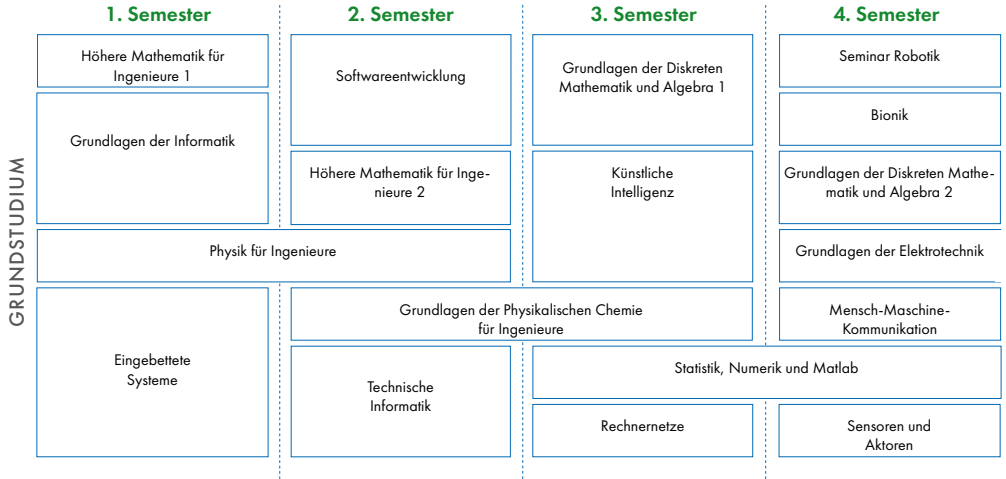 1. Semester
2. Semester
3. Semester
4. Semester
GRUNDSTUDIUM
Höhere Mathematik für
Ingenieure 1
Grundlagen der Informatik
Physik für Ingenieure
Eingebettete
Systeme
Softwareentwicklung
Höhere Mathematik für Inge-
nieure 2
Grundlagen der Physikalischen Chemie
für Ingenieure
Technische
Informatik
Grundlagen der Diskreten
Mathematik und Algebra 1
Künstliche
Intelligenz
Statistik, Numerik und Matlab
Rechnernetze
Seminar Robotik
Bionik
Grundlagen der Diskreten Mathe-
matik und Algebra 2
Grundlagen der Elektrotechnik
Mensch-Maschine-
Kommunikation
Sensoren und
Aktoren